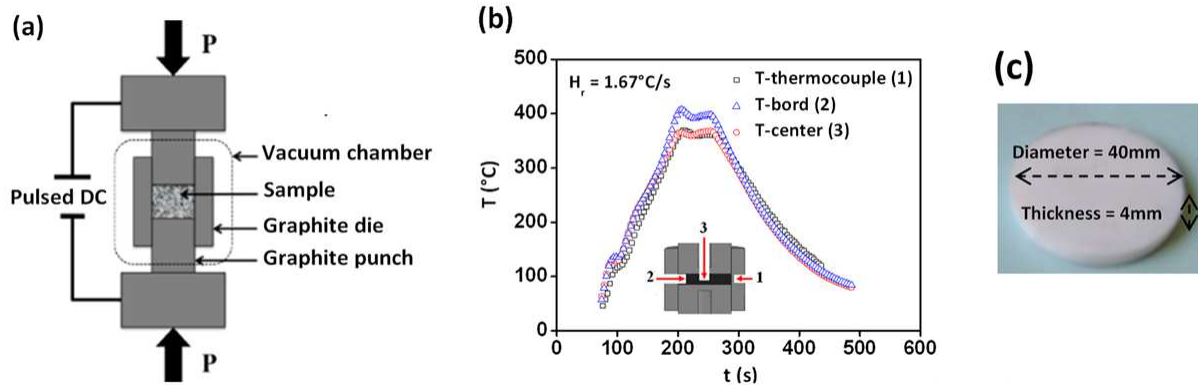 (a)
P
Vacuum chamber
Pulsed DC
Sample
Graphite die
Graphite punch
P
(b)
500
400
300
200
100
0
T (°C)
H_r = 1.67°C/s
T-thermocouple (1)
T-bord (2)
T-center (3)
3
2
1
0 100 200 300 400 500 600
t (s)
(c)
Diameter = 40mm
Thickness = 4mm